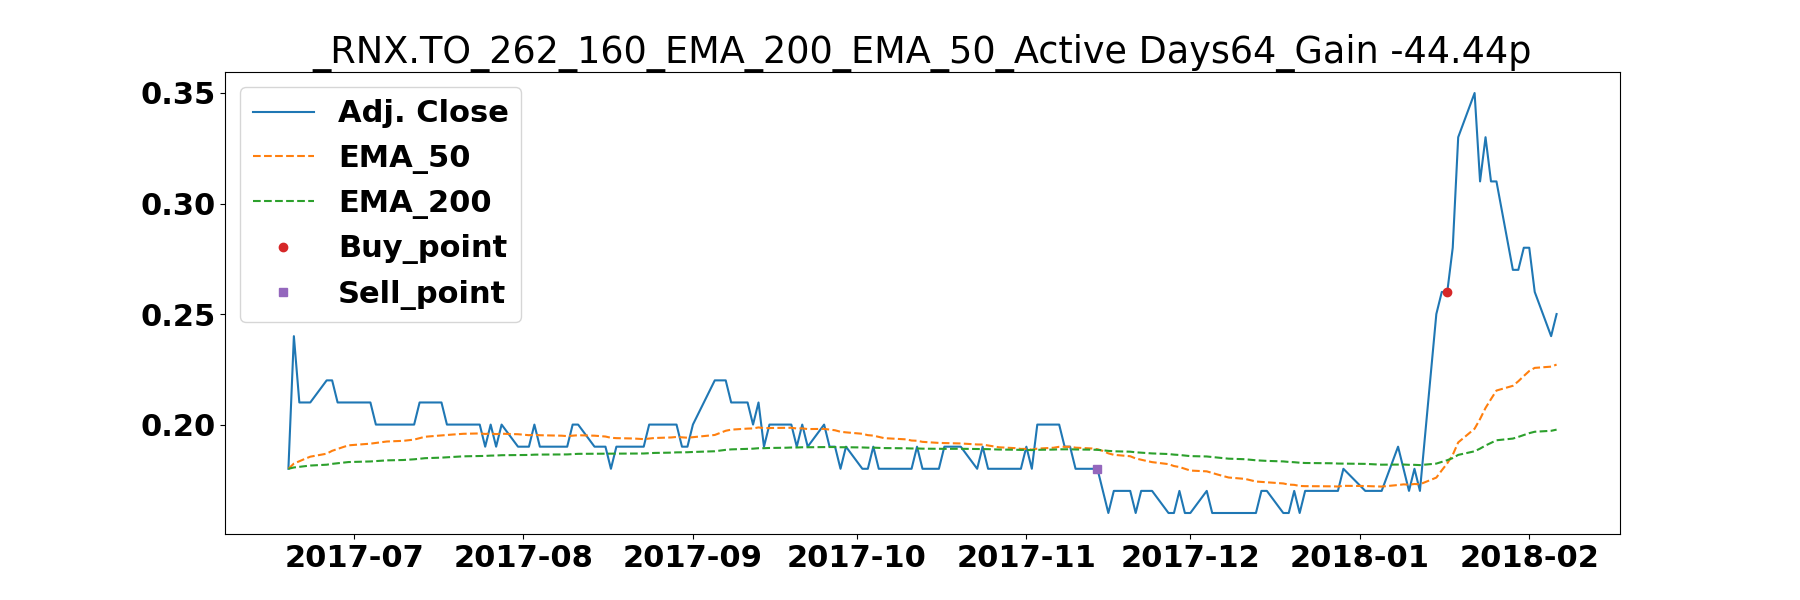 _RNX.TO_262_160_EMA_200_EMA_50_Active Days64_Gain -44.44p
0.35
0.30
0.25
0.20
Adj. Close
EMA_50
EMA_200
Buy_point
Sell_point
2017-07 2017-08 2017-09 2017-10 2017-11 2017-12 2018-01 2018-02